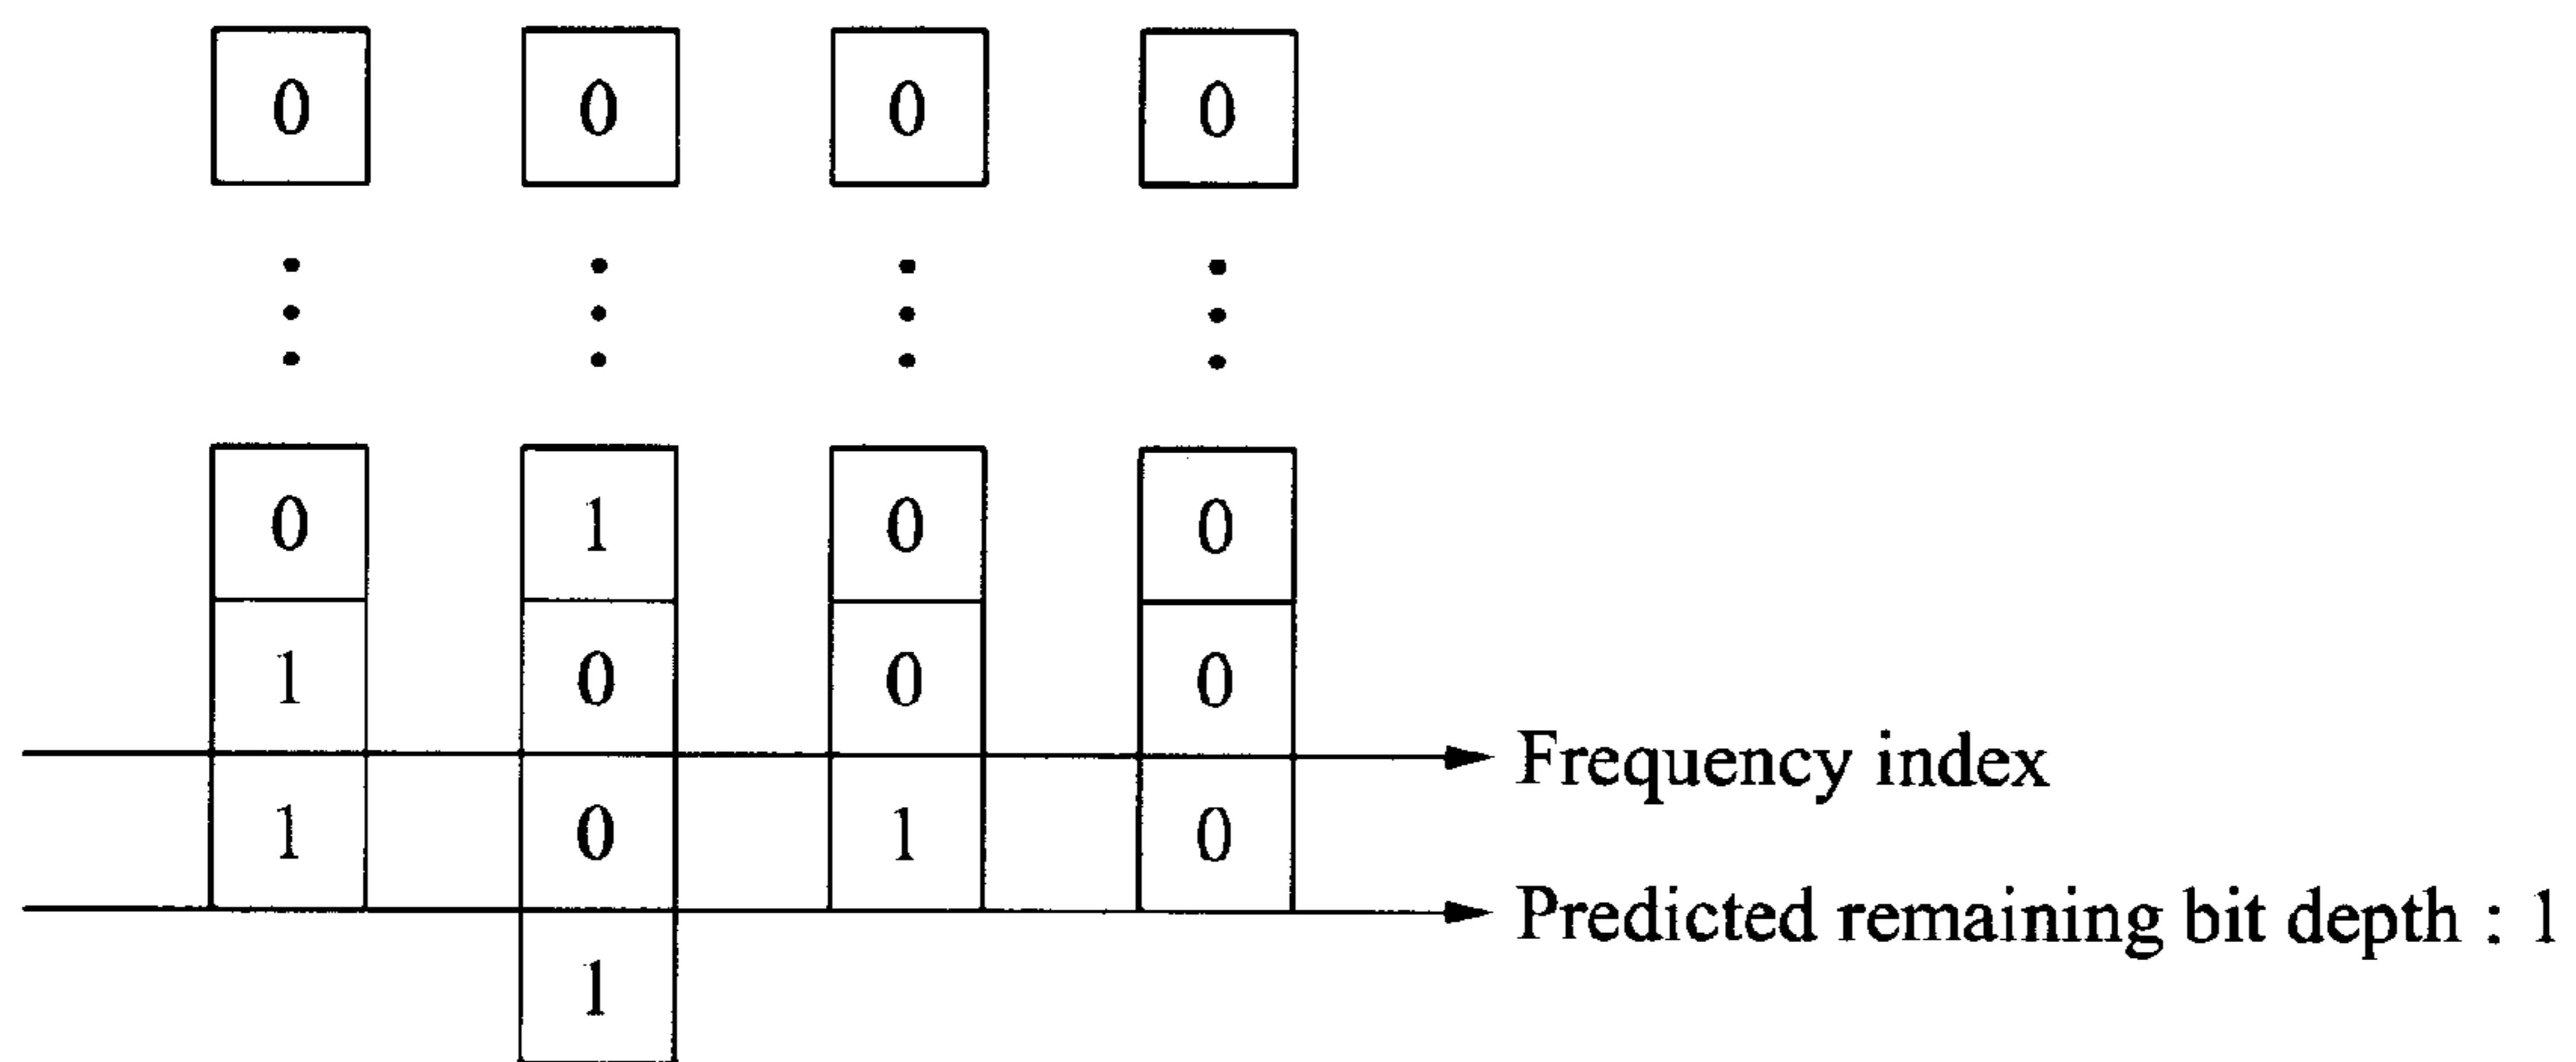 0 0 0 0
0 1 0 0
1 0 0 0
Frequency index
1 0 1 0
Predicted remaining bit depth : 1
1